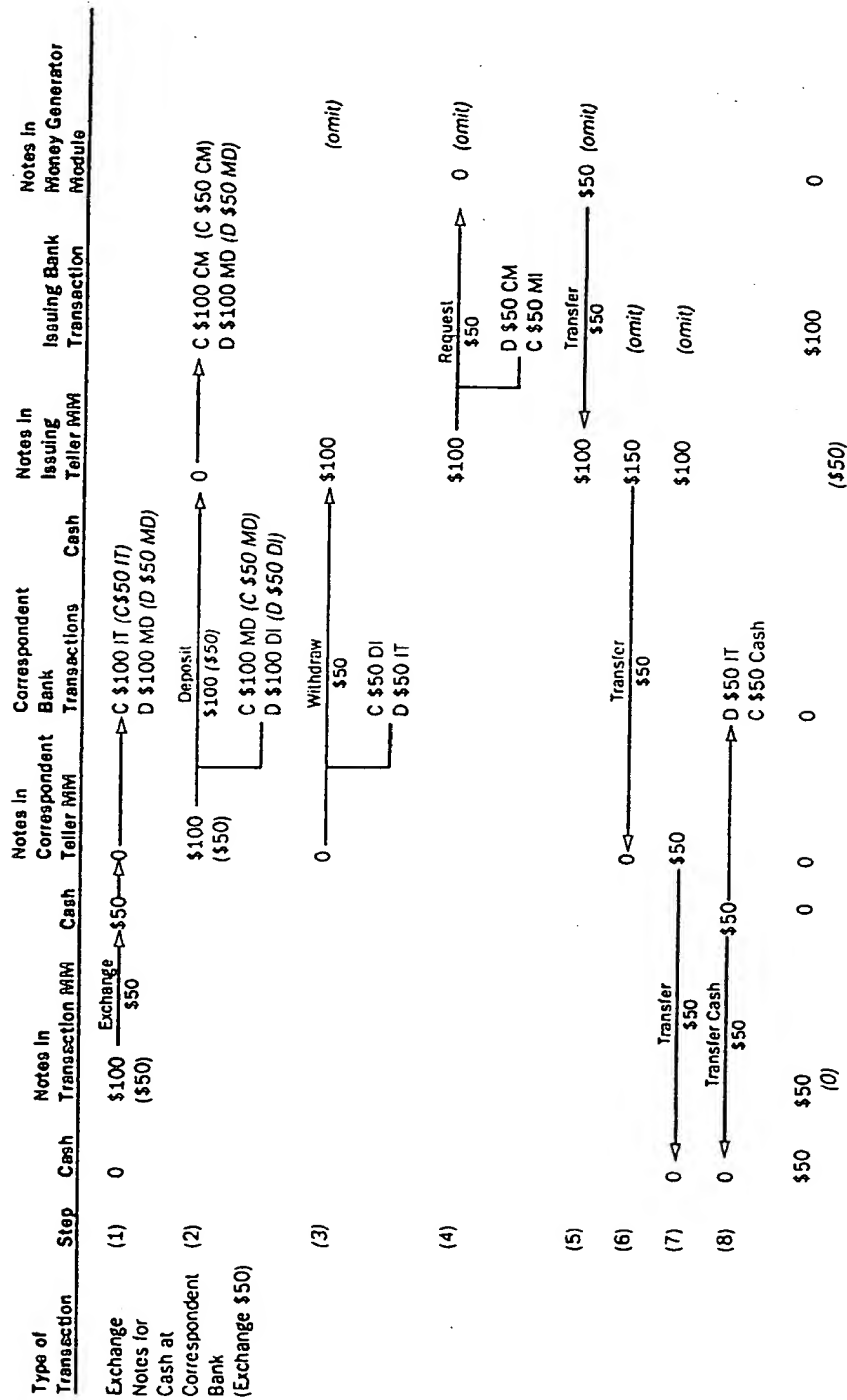 Type of Transaction
Step
Cash
Notes In Transaction MM
Cash
Notes In Correspondent Teller MM
Correspondent Bank Transactions
Cash
Notes In Issuing Teller MM
Issuing Bank Transaction
Notes In Money Generator Module
Exchange
Notes for
Cash at
Correspondent
Bank
(Exchange $50)
(1) 0 $100 Exchange $50 0 C $100 IT (C$50 IT)
($50) $50 D $100 MD (D $50 MD)
(2) $100 Deposit 0 C $100 CM (C $50 CM)
($50) $100 ($50) D $100 MD (D $50 MD)
C $100 MD (C $50 MD)
D $100 DI (D $50 DI)
(3) 0 Withdraw $100 (omit)
$50
C $50 DI
D $50 IT
(4) $100 Request 0 (omit)
$50
D $50 CM
C $50 MI
(5) $100 Transfer $50 (omit)
$50
(6) 0 Transfer $150 (omit)
$50
(7) 0 Transfer $50 $100 (omit)
$50
(8) 0 Transfer Cash $50 D $50 IT
$50 C $50 Cash
$50 $50 0 0 0 $100 0
(0) ($50)